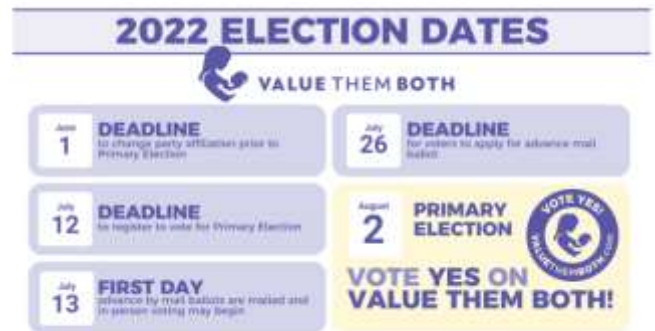 2022 ELECTION DATES
VALUE THEM BOTH
June
1
DEADLINE
to change party affiliation prior to
Primary Election
July
12
DEADLINE
to register to vote for Primary Election
July
13
FIRST DAY
advance by mail ballots are mailed and
in person voting may begin
July
26
DEADLINE
for voters to apply for advance mail
ballot
August
2
PRIMARY
ELECTION
VOTE YES!
VALUETHEMBOTH.com
VOTE YES ON
VALUE THEM BOTH!